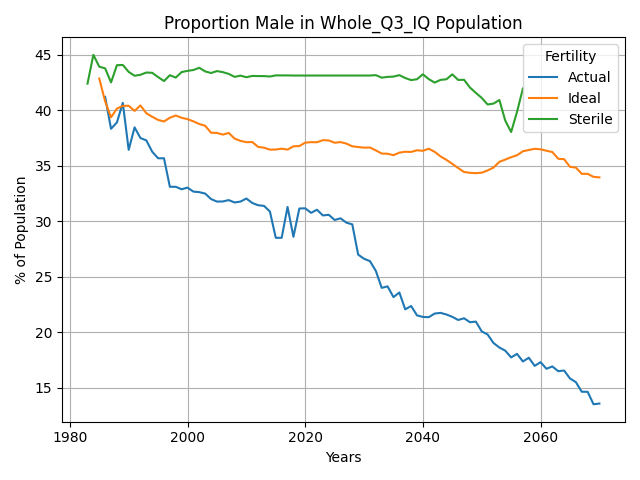 Proportion Male in Whole_Q3_IQ Population
Fertility
Actual
Ideal
Sterile
% of Population
45
40
35
30
25
20
15
1980
2000
2020
2040
2060
Years